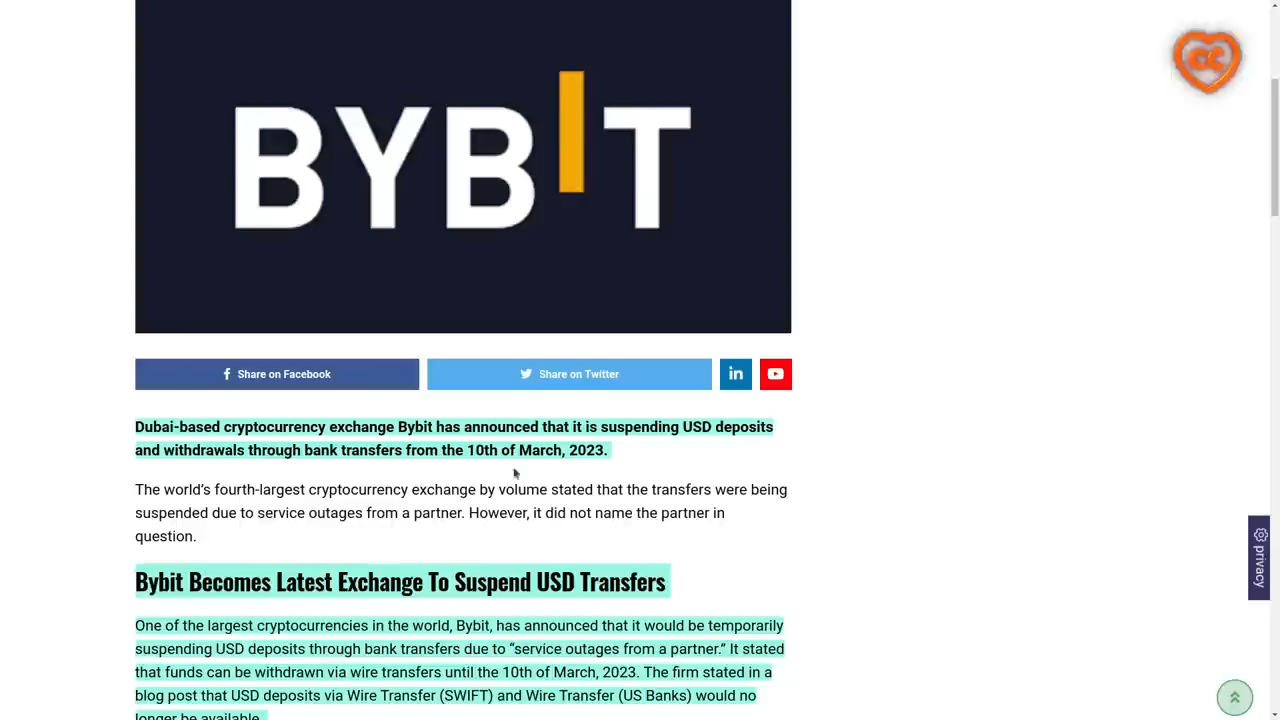 BYBIT
Share on Facebook
Share on Twitter
in
Dubai-based cryptocurrency exchange Bybit has announced that it is suspending USD deposits
and withdrawals through bank transfers from the 10th of March, 2023.
The world’s fourth-largest cryptocurrency exchange by volume stated that the transfers were being
suspended due to service outages from a partner. However, it did not name the partner in
question.
Bybit Becomes Latest Exchange To Suspend USD Transfers
One of the largest cryptocurrencies in the world, Bybit, has announced that it would be temporarily
suspending USD deposits through bank transfers due to “service outages from a partner.” It stated
that funds can be withdrawn via wire transfers until the 10th of March, 2023. The firm stated in a
blog post that USD deposits via Wire Transfer (SWIFT) and Wire Transfer (US Banks) would no
longer be available.
CC
privacy